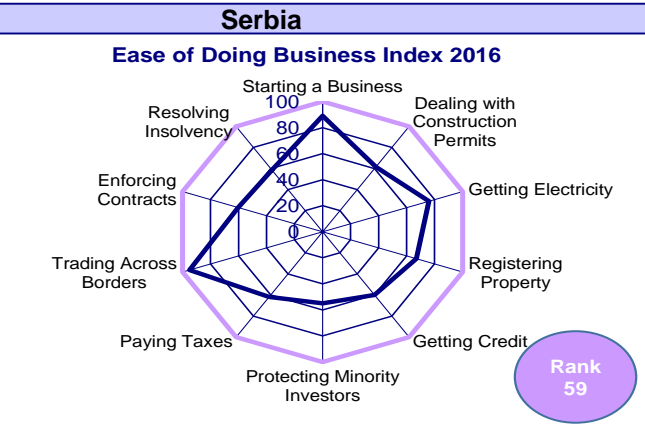 Serbia
Ease of Doing Business Index 2016
Starting a Business
100
80
60
40
20
0
Dealing with
Construction
Permits
Getting Electricity
Registering
Property
Getting Credit
Protecting Minority
Investors
Paying Taxes
Trading Across
Borders
Enforcing
Contracts
Resolving
Insolvency
Rank
59